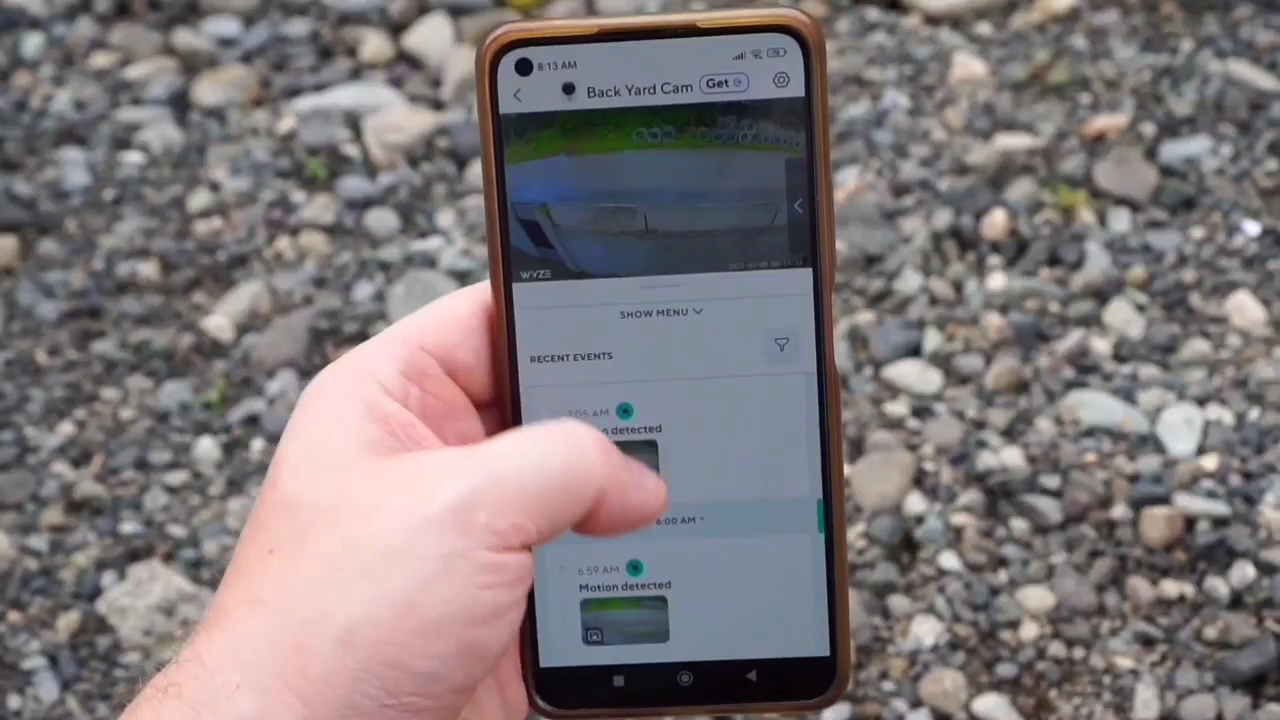 8:13 AM
Back Yard Cam Get
WYZE
SHOW MENU
RECENT EVENTS
7:05 AM
detected
6:00 AM
6:59 AM
Motion detected